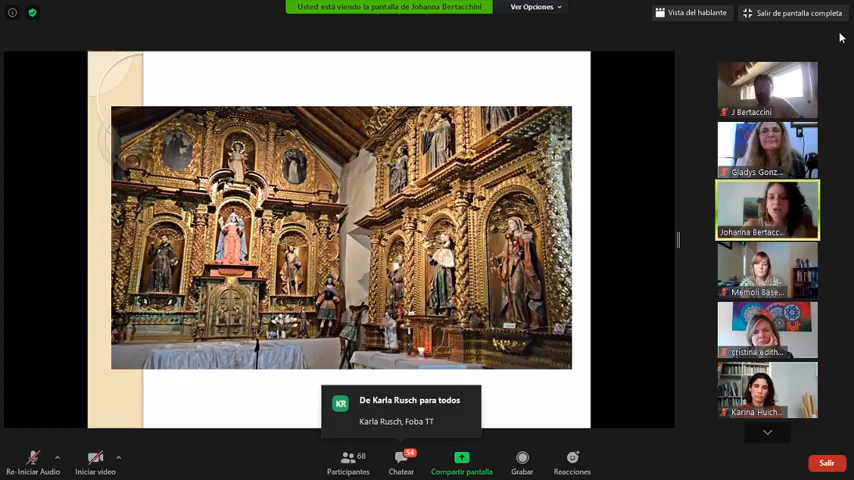 Usted está viendo la pantalla de Johanna Bertacchini
Ver Opciones
Vista del hablante
Salir de pantalla completa
J Bertaccini
Gladys Gonz...
Johanna Bertacc...
Memoli Base...
cristina edith...
Karina Huich...
KR
De Karla Rusch para todos
Karla Rusch, Foba TT
68
54
Re-Iniciar Audio
Iniciar video
Participantes
Chatear
Compartir pantalla
Grabar
Reacciones
Salir